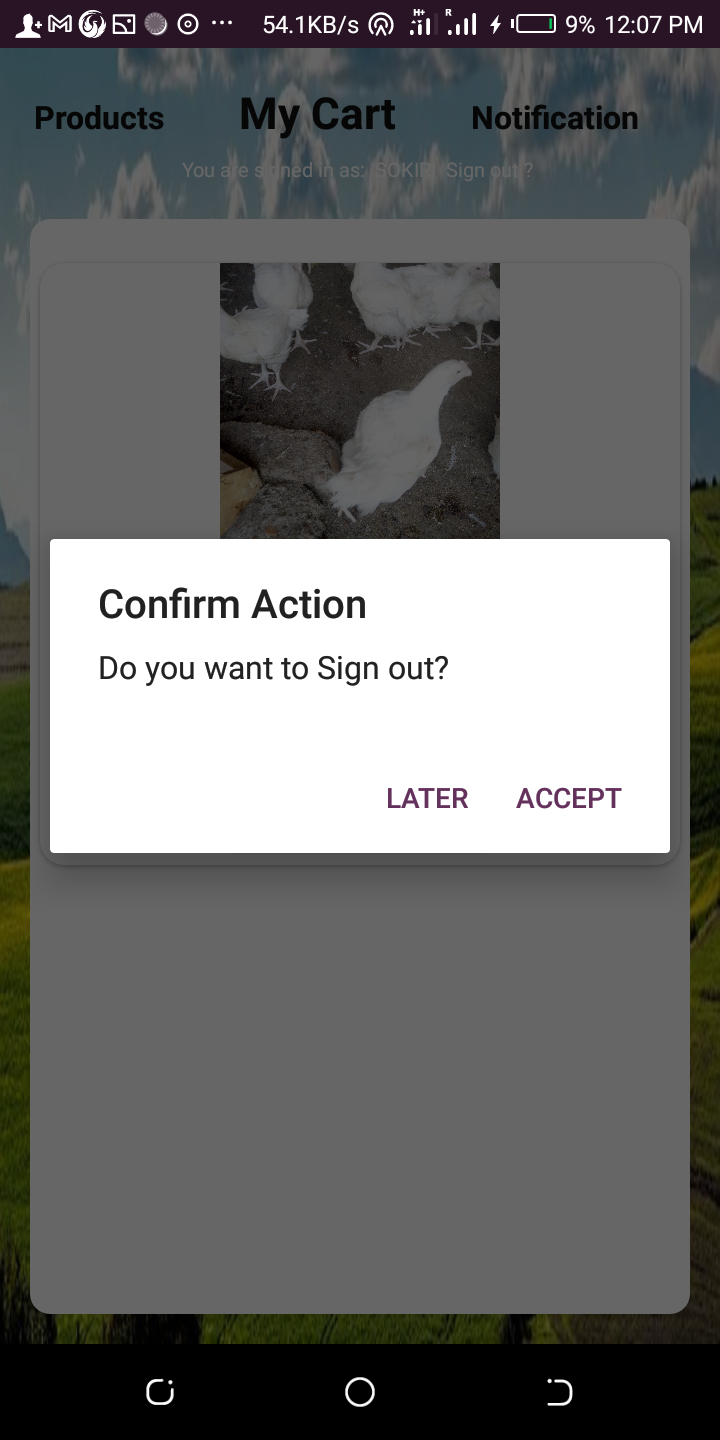 54.1KB/s H+ R 9% 12:07 PM
Products My Cart Notification
You are signed in as: SOKIR Sign out ?
Confirm Action
Do you want to Sign out?
LATER ACCEPT